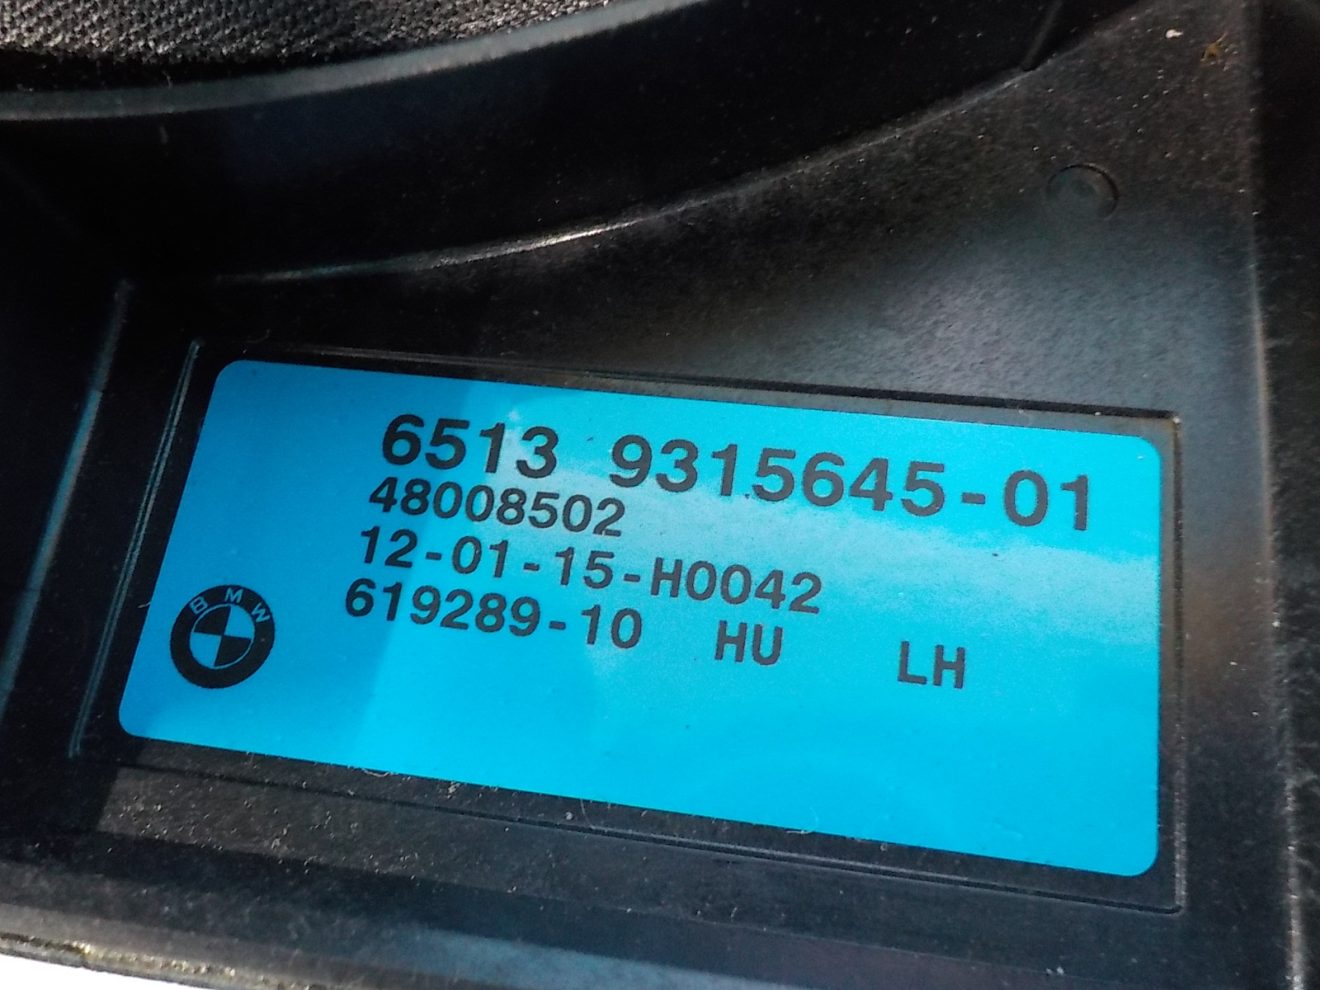 6513 9315645-01
48008502
12-01-15-H0042
619289-10 HU LH
BMW